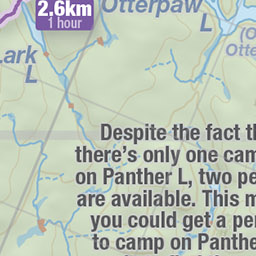 Otterpaw
L
2.6km
1 hour
Lark
L
(O
Otte
Despite the fact th
there's only one cam
on Panther L, two pe
are available. This m
you could get a per
to camp on Panthe